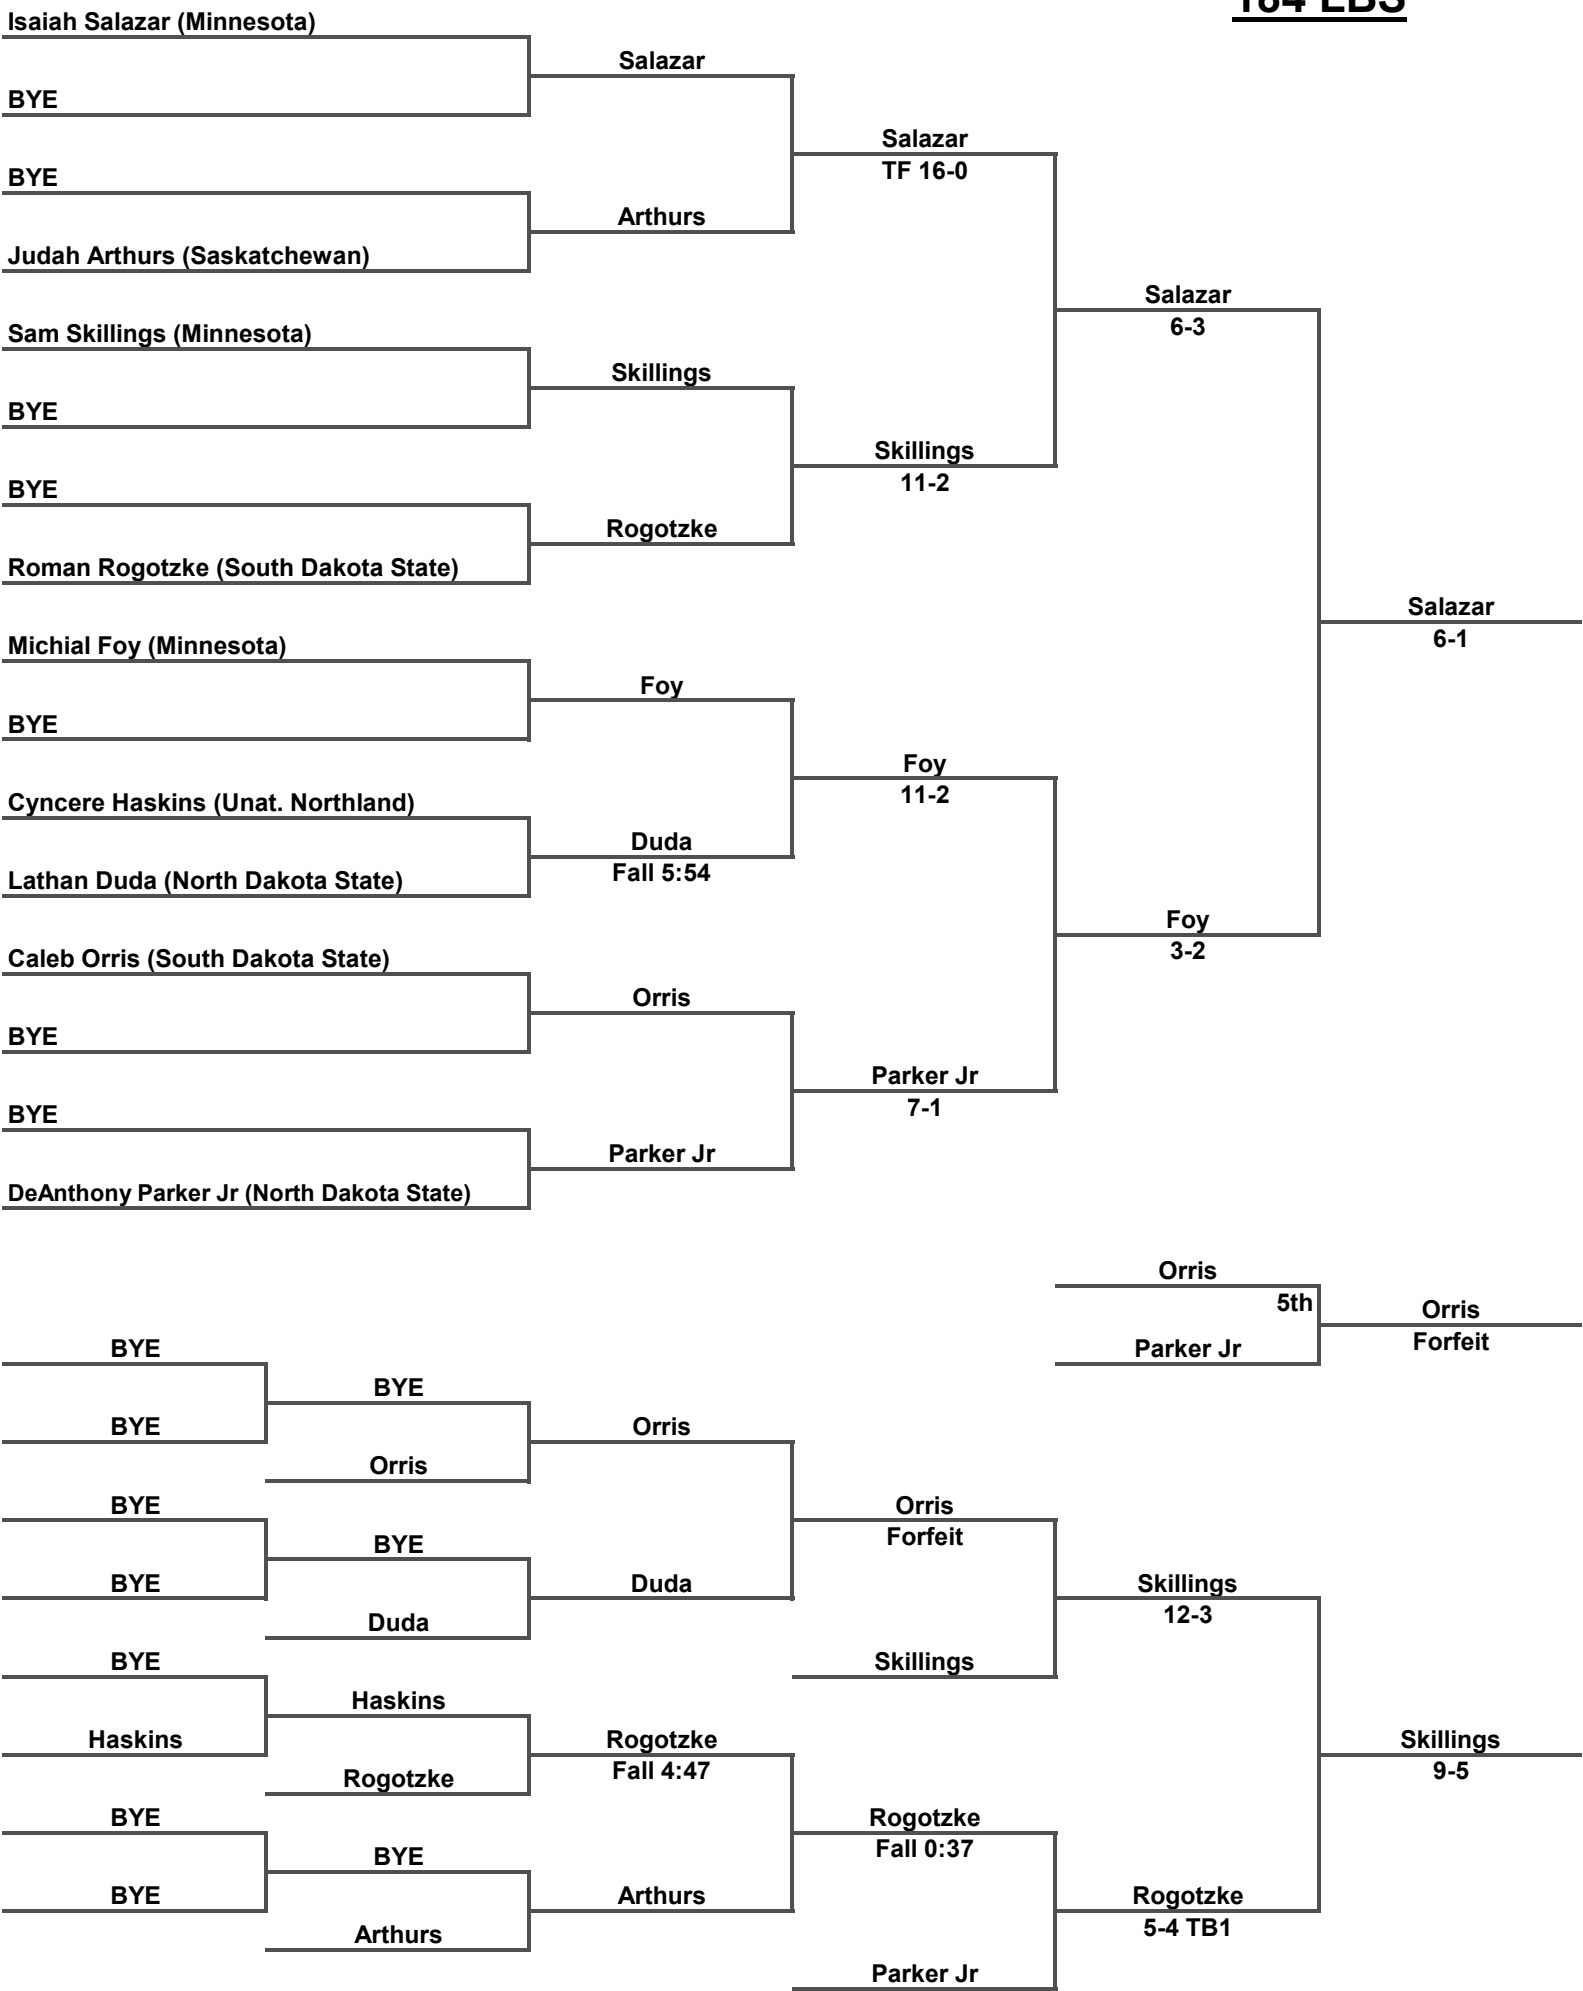 184 LBS
Isaiah Salazar (Minnesota)
Salazar
BYE
Salazar
TF 16-0
BYE
Arthurs
Judah Arthurs (Saskatchewan)
Salazar
6-3
Sam Skillings (Minnesota)
Skillings
BYE
Skillings
11-2
BYE
Rogotzke
Roman Rogotzke (South Dakota State)
Salazar
6-1
Michial Foy (Minnesota)
Foy
BYE
Foy
11-2
Cyncere Haskins (Unat. Northland)
Duda
Fall 5:54
Lathan Duda (North Dakota State)
Foy
3-2
Caleb Orris (South Dakota State)
Orris
BYE
Parker Jr
7-1
BYE
Parker Jr
DeAnthony Parker Jr (North Dakota State)
Orris
5th
Orris
Forfeit
Parker Jr
BYE
BYE
BYE
Orris
Orris
BYE
Orris
Forfeit
BYE
BYE
Duda
Skillings
12-3
Duda
BYE
Skillings
Haskins
Haskins
Rogotzke
Fall 4:47
Skillings
9-5
Rogotzke
BYE
Rogotzke
Fall 0:37
BYE
BYE
Arthurs
Rogotzke
5-4 TB1
Arthurs
Parker Jr